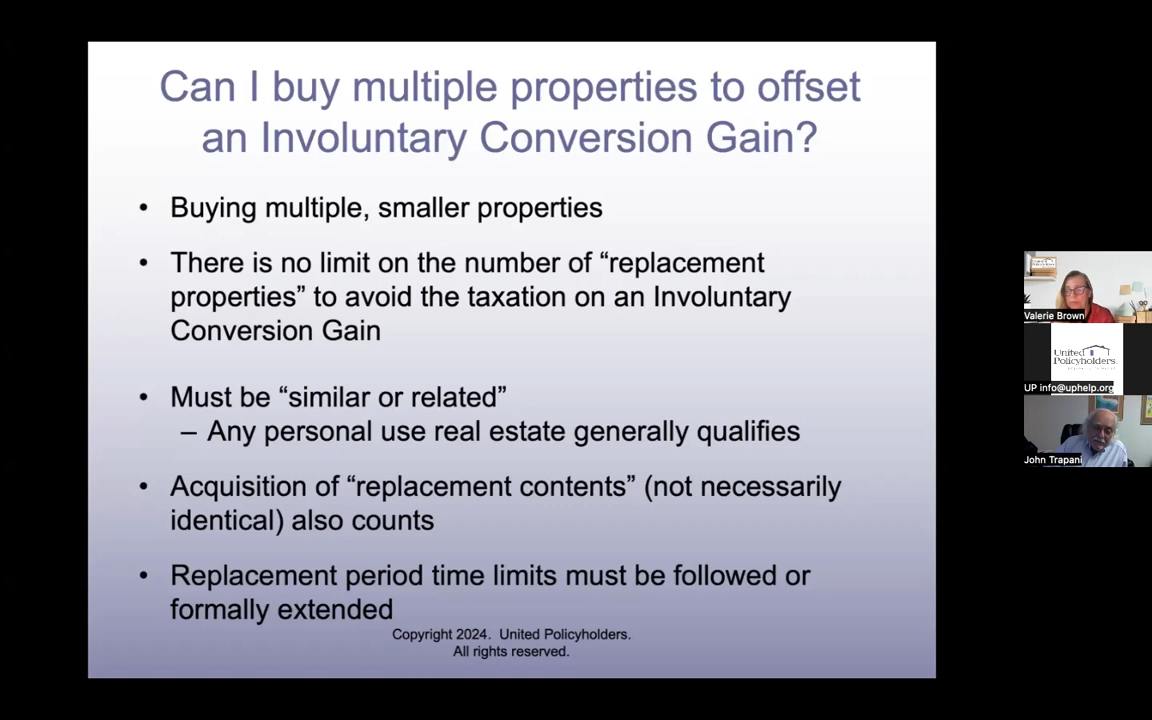 Can I buy multiple properties to offset
an Involuntary Conversion Gain?
• Buying multiple, smaller properties
• There is no limit on the number of “replacement
properties” to avoid the taxation on an Involuntary
Conversion Gain
• Must be “similar or related”
– Any personal use real estate generally qualifies
• Acquisition of “replacement contents” (not necessarily
identical) also counts
• Replacement period time limits must be followed or
formally extended
Copyright 2024. United Policyholders.
All rights reserved.
Valerie Brown
United
Policyholders
UP info@uphelp.org
John Trapani